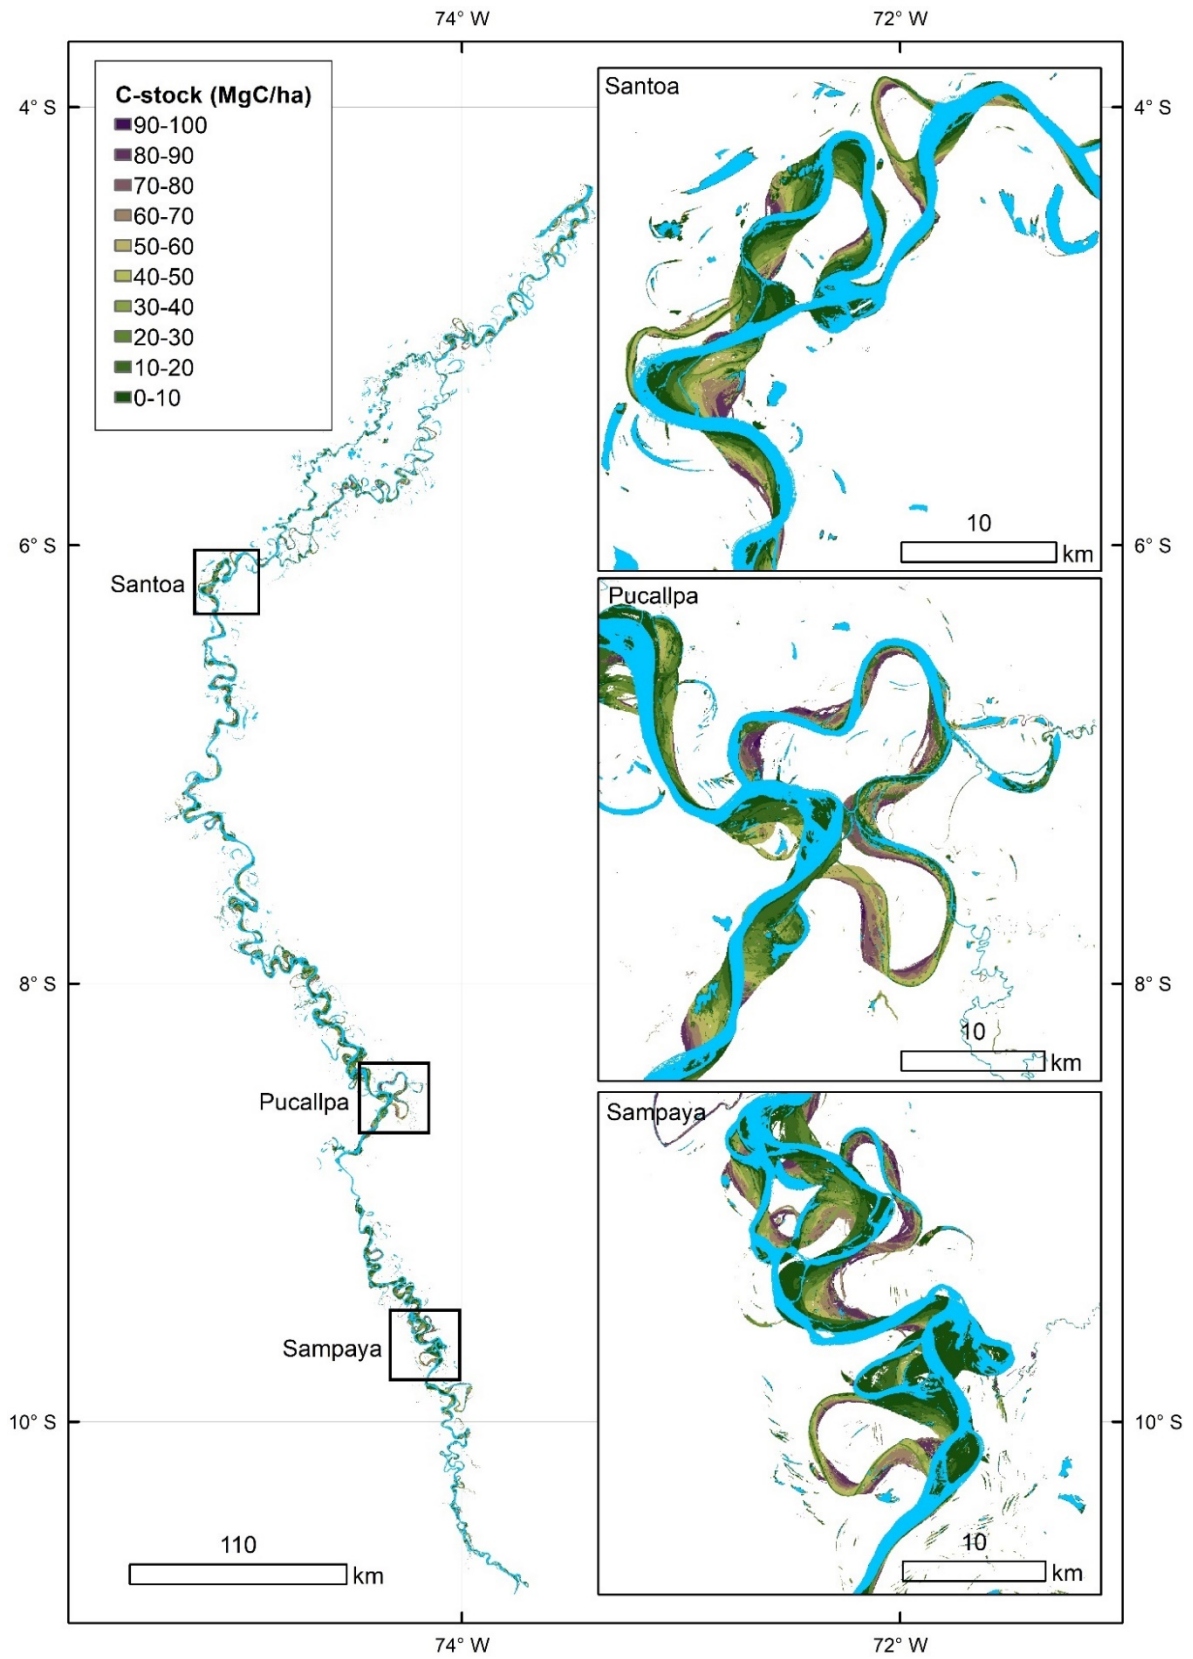 74° W
72° W
4° S
4° S
C-stock (MgC/ha)
90-100
80-90
70-80
60-70
50-60
40-50
30-40
20-30
10-20
0-10
Santoa
10
km
6° S
6° S
Santoa
Pucallpa
8° S
8° S
10
km
Pucallpa
Sampaya
Sampaya
10° S
10° S
10
km
110
km
74° W
72° W